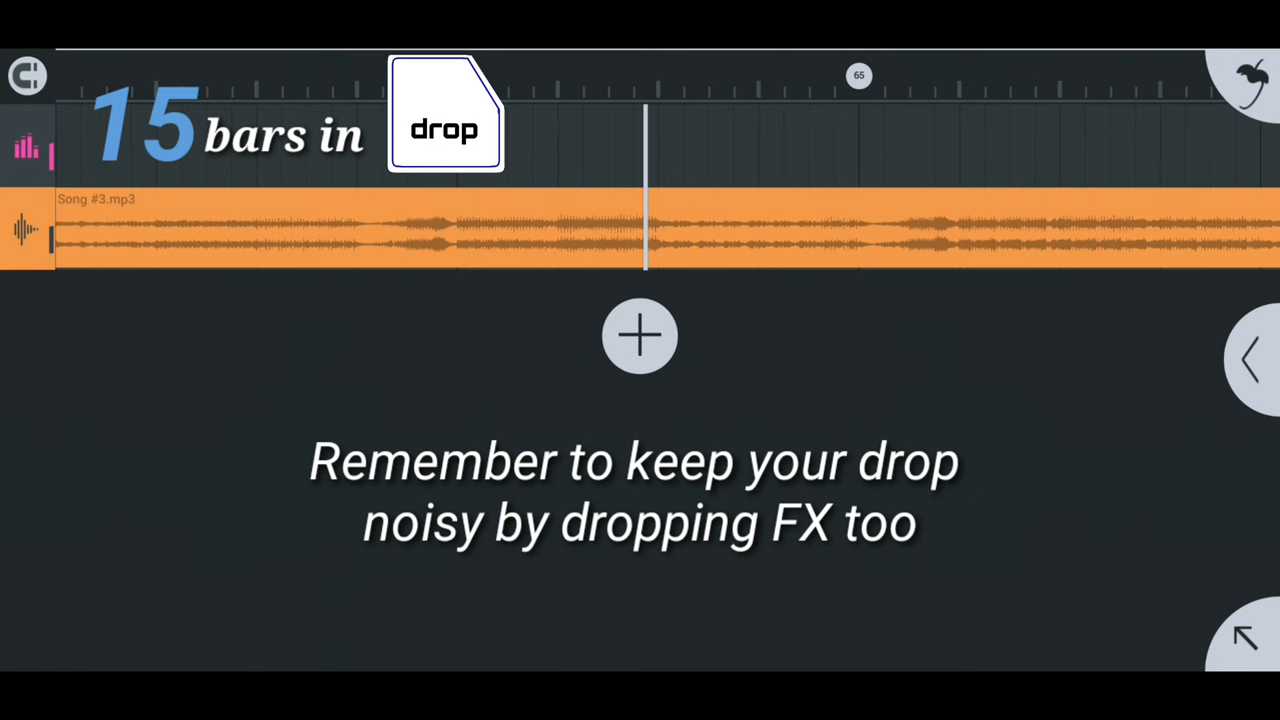 65
15 bars in drop
Song #3.mp3
Remember to keep your drop
noisy by dropping FX too